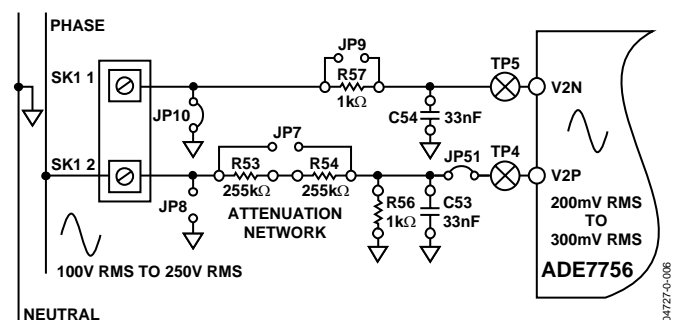 PHASE
SK1 1
JP10
JP9
R57
1kΩ
C54
33nF
TP5
V2N
JP7
SK1 2
R53
255kΩ
R54
255kΩ
JP8
ATTENUATION
NETWORK
R56
1kΩ
C53
33nF
JP51
TP4
V2P
200mV RMS
TO
300mV RMS
ADE7756
100V RMS TO 250V RMS
NEUTRAL
04727-0-006